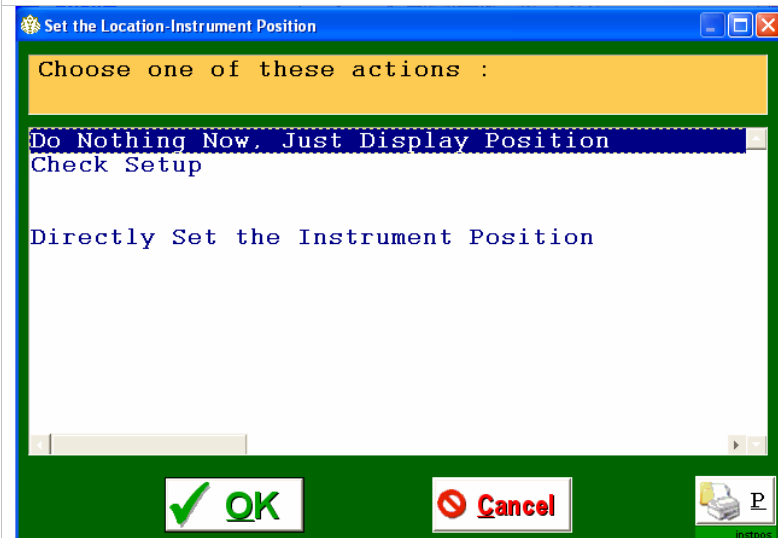 Set the Location-Instrument Position
Choose one of these actions :
Do Nothing Now, Just Display Position
Check Setup
Directly Set the Instrument Position
OK
Cancel
P
instpos